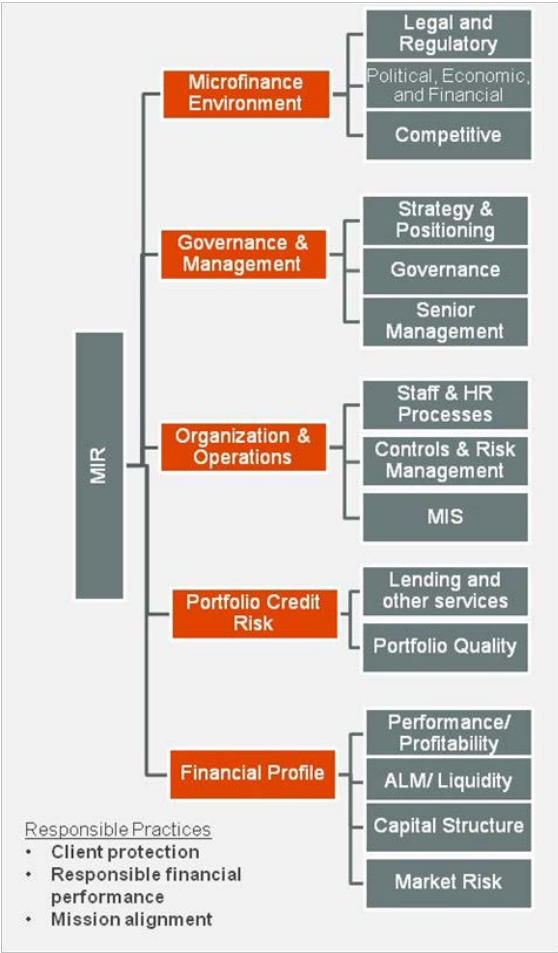 Legal and
Regulatory
Microfinance
Environment
Political, Economic,
and Financial
Competitive
Strategy &
Positioning
Governance &
Management
Governance
Senior
Management
Staff & HR
Processes
MIR
Organization &
Operations
Controls & Risk
Management
MIS
Lending and
other services
Portfolio Credit
Risk
Portfolio Quality
Performance/
Profitability
Financial Profile
ALM/ Liquidity
Capital Structure
Market Risk
Responsible Practices
• Client protection
• Responsible financial
performance
• Mission alignment